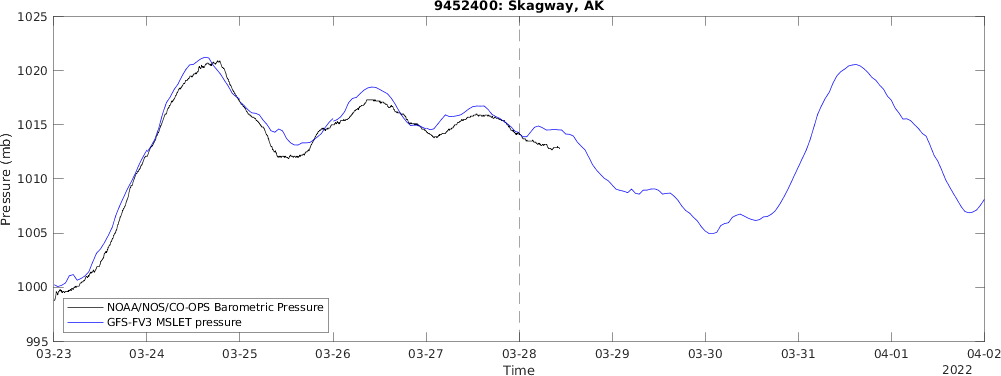 9452400: Skagway, AK
Pressure (mb)
1025
1020
1015
1010
1005
1000
995
NOAA/NOS/CO-OPS Barometric Pressure
GFS-FV3 MSLET pressure
03-23 03-24 03-25 03-26 03-27 03-28 03-29 03-30 03-31 04-01 04-02
Time
2022